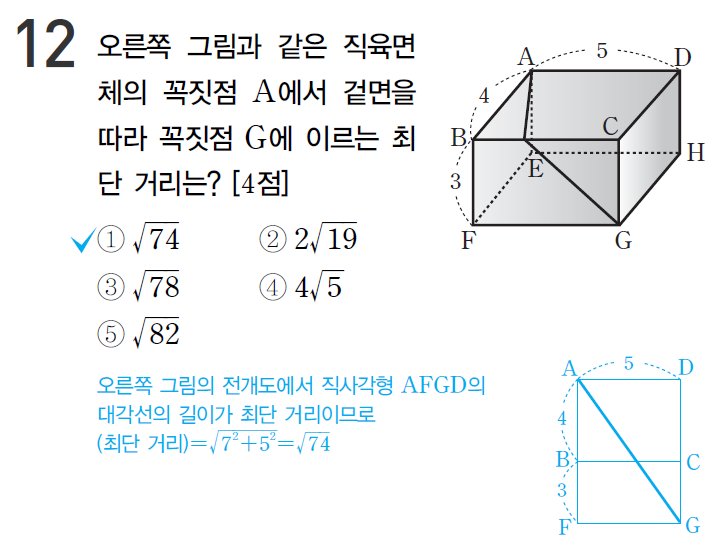 12 오른쪽 그림과 같은 직육면
체의 꼭짓점 A에서 겉면을
따라 꼭짓점 G에 이르는 최
단 거리는? [4점]
A 5 D
4
B C
3 E H
F G
① √74 ② 2√19
③ √78 ④ 4√5
⑤ √82
오른쪽 그림의 전개도에서 직사각형 AFGD의
대각선의 길이가 최단 거리이므로
(최단 거리)=√(7²+5²)=√74
A 5 D
4
B C
3
F G